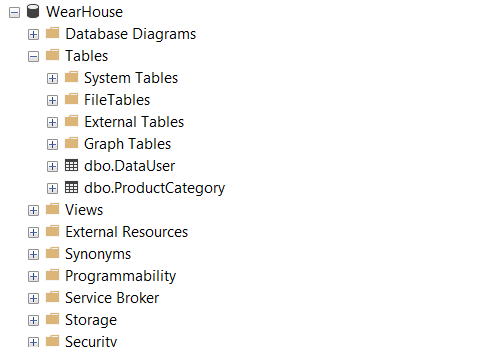 WearHouse
Database Diagrams
Tables
System Tables
FileTables
External Tables
Graph Tables
dbo.DataUser
dbo.ProductCategory
Views
External Resources
Synonyms
Programmability
Service Broker
Storage
Security